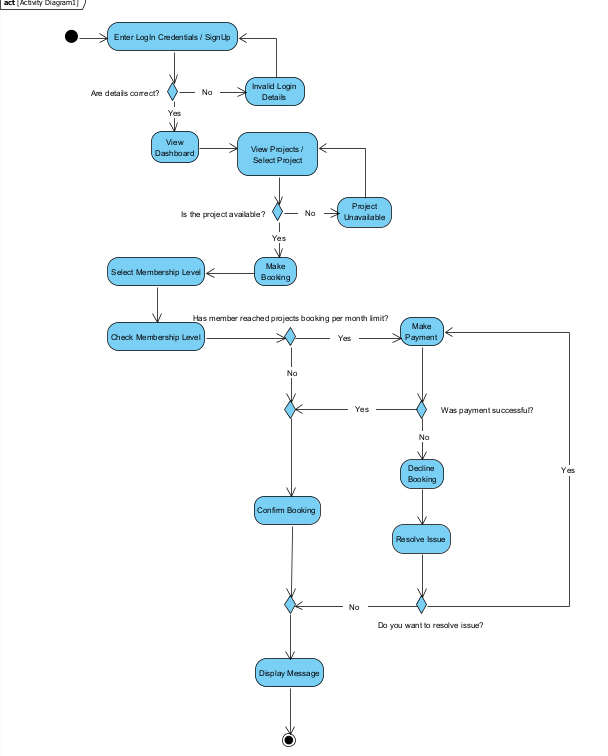 act [Activity Diagram1]
Enter LogIn Credentials / SignUp
Are details correct?
No
Invalid Login
Details
Yes
View
Dashboard
View Projects /
Select Project
Is the project available?
No
Project
Unavailable
Yes
Select Membership Level
Make
Booking
Has member reached projects booking per month limit?
Check Membership Level
Yes
Make
Payment
No
Yes
Was payment successful?
No
Decline
Booking
Yes
Confirm Booking
Resolve Issue
No
Do you want to resolve issue?
Display Message